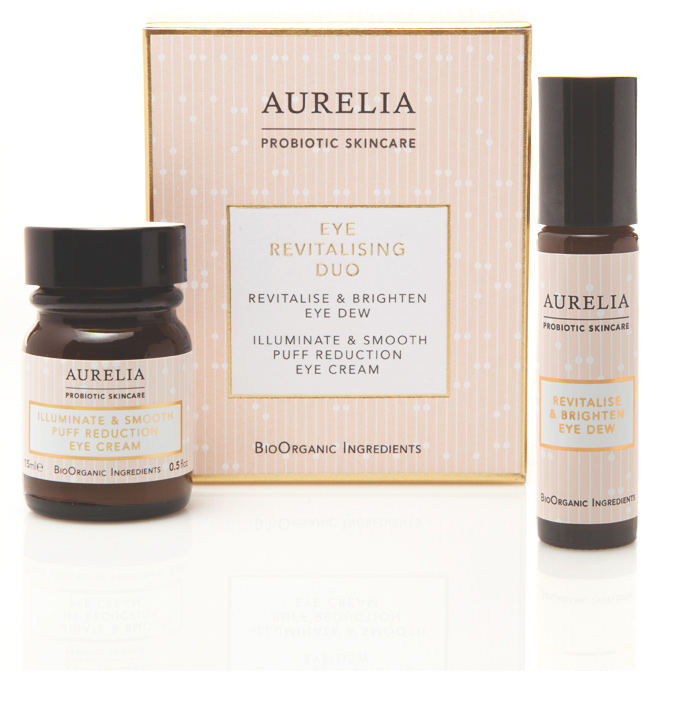 AURELIA
PROBIOTIC SKINCARE
EYE
REVITALISING
DUO
REVITALISE & BRIGHTEN
EYE DEW
ILLUMINATE & SMOOTH
PUFF REDUCTION
EYE CREAM
BIOORGANIC INGREDIENTS
AURELIA
PROBIOTIC SKINCARE
ILLUMINATE & SMOOTH
PUFF REDUCTION
EYE CREAM
15ml℮ BIOORGANIC INGREDIENTS 0.5 fl.oz
AURELIA
PROBIOTIC SKINCARE
REVITALISE
& BRIGHTEN
EYE DEW
BIOORGANIC INGREDIENTS